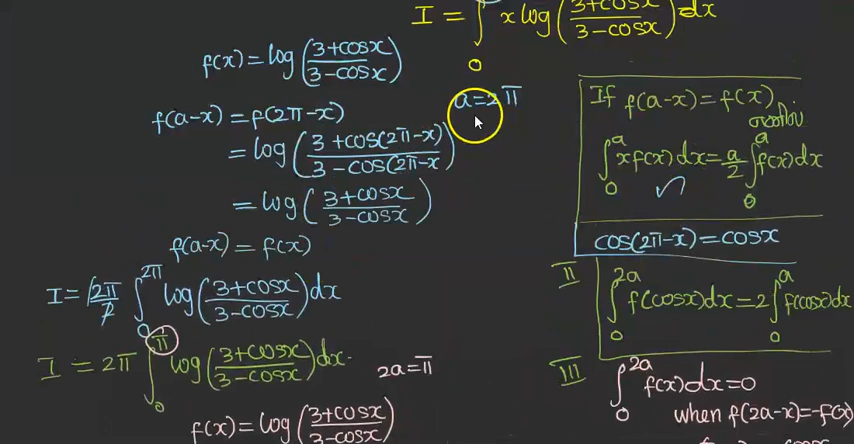 I = ∫₀ x log(3+cosx/3-cosx) dx
f(x) = log(3+cosx/3-cosx)
a=2π
f(a-x) = f(2π-x)
= log(3+cos(2π-x)/3-cos(2π-x)
= log(3+cosx/3-cosx)
f(a-x) = f(x)
I = 2π/2 ∫₀^2π log(3+cosx/3-cosx) dx
I = 2π ∫₀^π log(3+cosx/3-cosx) dx.
2a=π
f(x) = log(3+cosx/3-cosx)
If f(a-x) = f(x)
∫₀^a xf(x)dx = a/2 ∫₀^a f(x)dx
cos(2π-x) = cosx
II
∫₀^2a f(cosx)dx = 2∫₀^a f(cosx)dx
III
∫₀^2a f(x)dx=0
when f(2a-x)=-f(x)